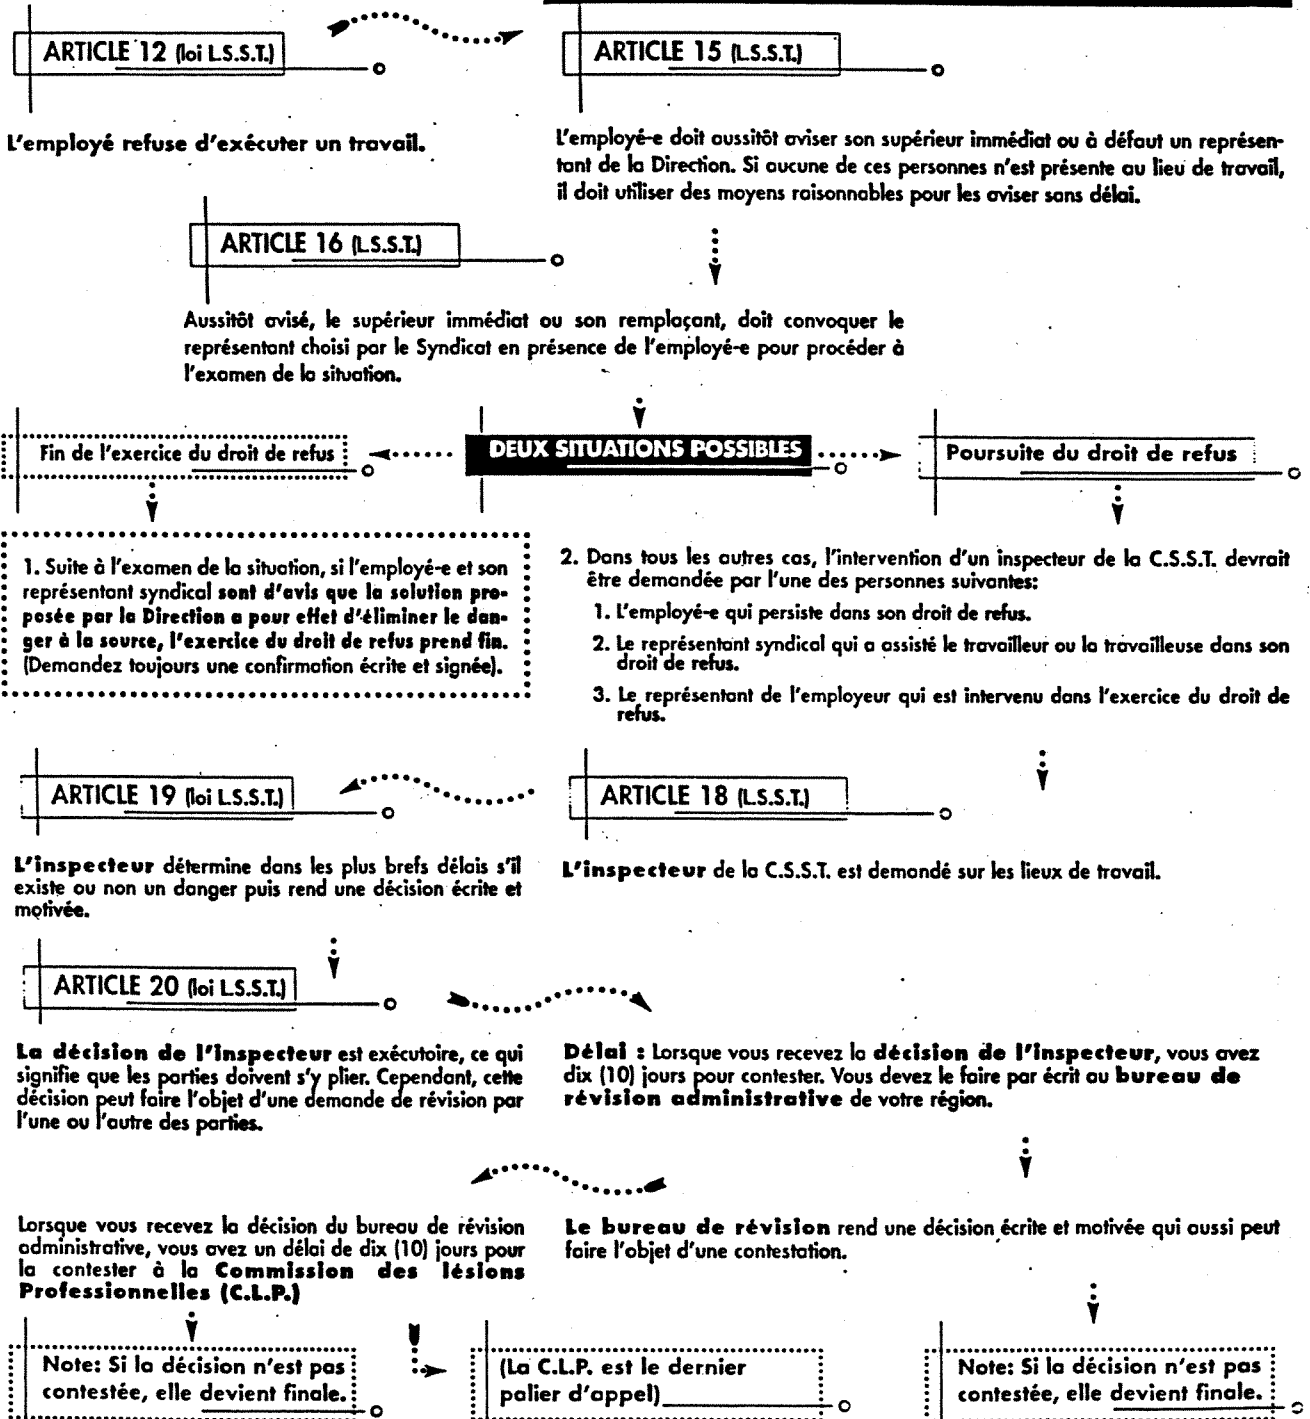 ARTICLE 12 (loi L.S.S.T.)
L'employé refuse d'exécuter un travail.
ARTICLE 15 (L.S.S.T.)
L'employé-e doit aussitôt aviser son supérieur immédiat ou à défaut un représen-
tant de la Direction. Si aucune de ces personnes n'est présente au lieu de travail,
il doit utiliser des moyens raisonnables pour les aviser sans délai.
ARTICLE 16 (L.S.S.T.)
Aussitôt avisé, le supérieur immédiat ou son remplaçant, doit convoquer le
représentant choisi par le Syndicat en présence de l'employé-e pour procéder à
l'examen de la situation.
DEUX SITUATIONS POSSIBLES
Fin de l'exercice du droit de refus
1. Suite à l'examen de la situation, si l'employé-e et son
représentant syndical sont d'avis que la solution pro-
posée par la Direction a pour effet d'éliminer le dan-
ger à la source, l'exercice du droit de refus prend fin.
(Demandez toujours une confirmation écrite et signée).
Poursuite du droit de refus
2. Dans tous les autres cas, l'intervention d'un inspecteur de la C.S.S.T. devrait
être demandée par l'une des personnes suivantes:
1. L'employé-e qui persiste dans son droit de refus.
2. Le représentant syndical qui a assisté le travailleur ou la travailleuse dans son
droit de refus.
3. Le représentant de l'employeur qui est intervenu dans l'exercice du droit de
refus.
ARTICLE 18 (L.S.S.T.)
L'inspecteur de la C.S.S.T. est demandé sur les lieux de travail.
ARTICLE 19 (loi L.S.S.T.)
L'inspecteur détermine dans les plus brefs délais s'il
existe ou non un danger puis rend une décision écrite et
motivée.
ARTICLE 20 (loi L.S.S.T.)
La décision de l'inspecteur est exécutoire, ce qui
signifie que les parties doivent s'y plier. Cependant, cette
décision peut faire l'objet d'une demande de révision par
l'une ou l'autre des parties.
Délai : Lorsque vous recevez la décision de l'inspecteur, vous avez
dix (10) jours pour contester. Vous devez le faire par écrit au bureau de
révision administrative de votre région.
Le bureau de révision rend une décision écrite et motivée qui aussi peut
faire l'objet d'une contestation.
Lorsque vous recevez la décision du bureau de révision
administrative, vous avez un délai de dix (10) jours pour
la contester à la Commission des lésions
Professionnelles (C.L.P.)
Note: Si la décision n'est pas
contestée, elle devient finale.
(La C.L.P. est le dernier
palier d'appel)
Note: Si la décision n'est pas
contestée, elle devient finale.